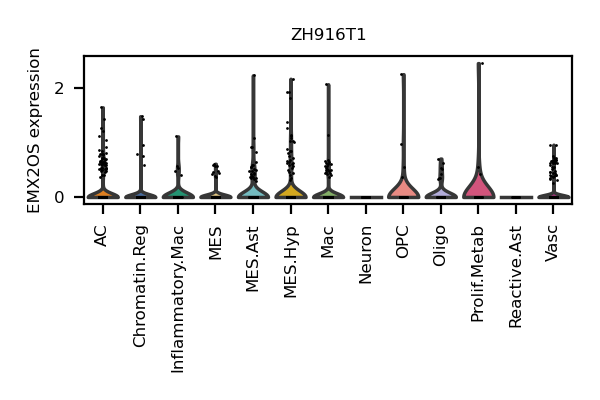 ZH916T1
EMX2OS expression
2
0
AC
Chromatin.Reg
Inflammatory.Mac
MES
MES.Ast
MES.Hyp
Mac
Neuron
OPC
Oligo
Prolif.Metab
Reactive.Ast
Vasc